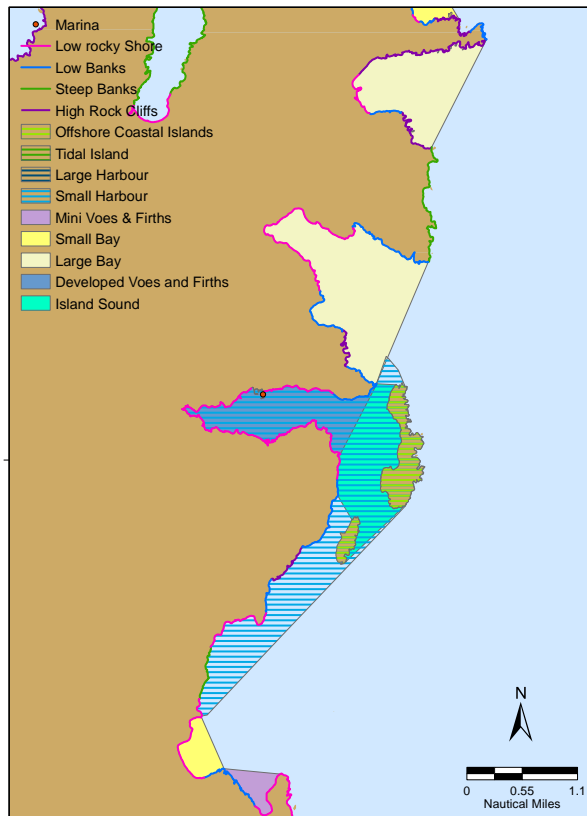 Marina
Low rocky Shore
Low Banks
Steep Banks
High Rock Cliffs
Offshore Coastal Islands
Tidal Island
Large Harbour
Small Harbour
Mini Voes & Firths
Small Bay
Large Bay
Developed Voes and Firths
Island Sound
N
0 0.55 1.1
Nautical Miles